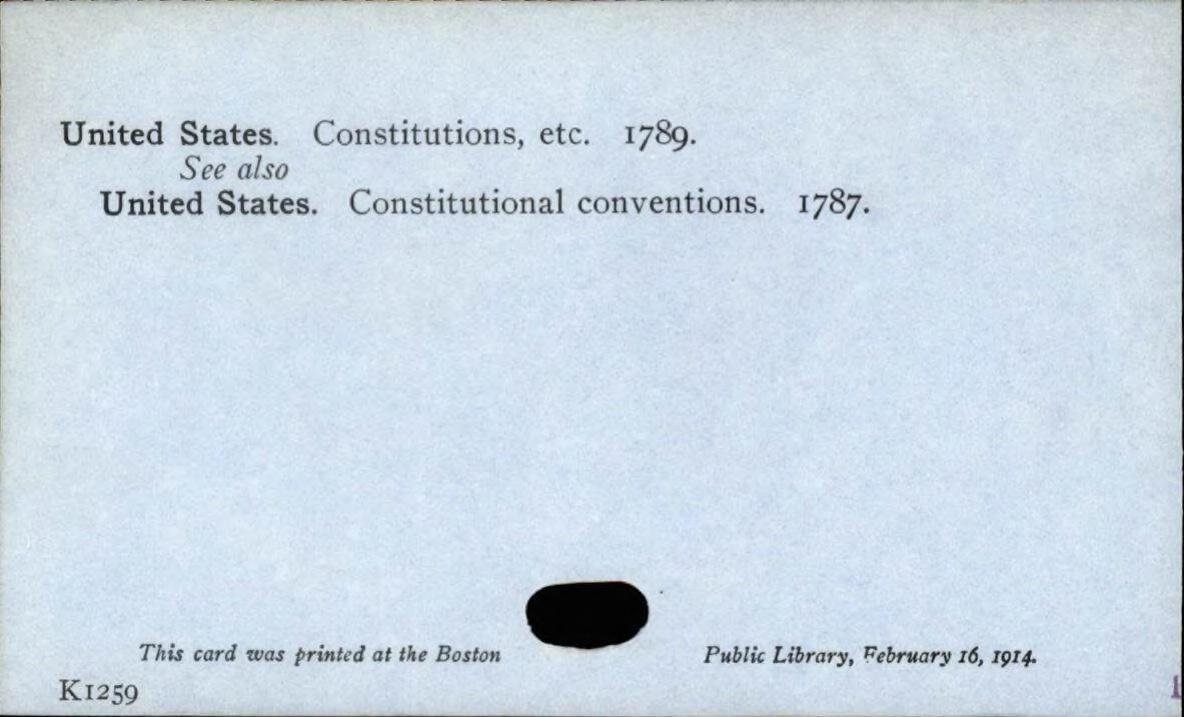 United States. Constitutions, etc. 1789.
See also
United States. Constitutional conventions. 1787.
This card was printed at the Boston Public Library, February 16, 1914.
K1259